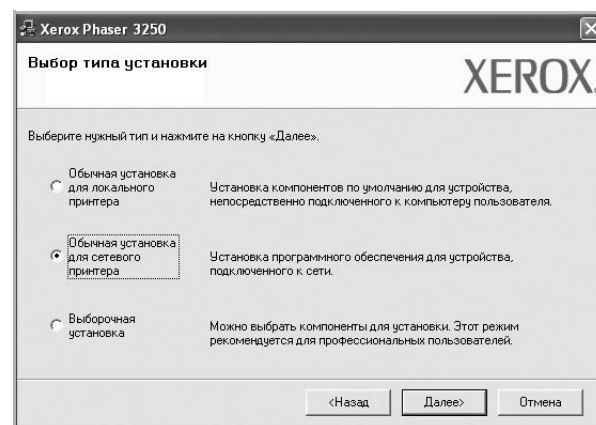 Xerox Phaser 3250
Выбор типа установки
XEROX.
Выберите нужный тип и нажмите на кнопку «Далее».
Обычная установка
для локального
принтера
Установка компонентов по умолчанию для устройства,
непосредственно подключенного к компьютеру пользователя.
Обычная установка
для сетевого
принтера
Установка программного обеспечения для устройства,
подключенного к сети.
Выборочная
установка
Можно выбрать компоненты для установки. Этот режим
рекомендуется для профессиональных пользователей.
<Назад
Далее>
Отмена